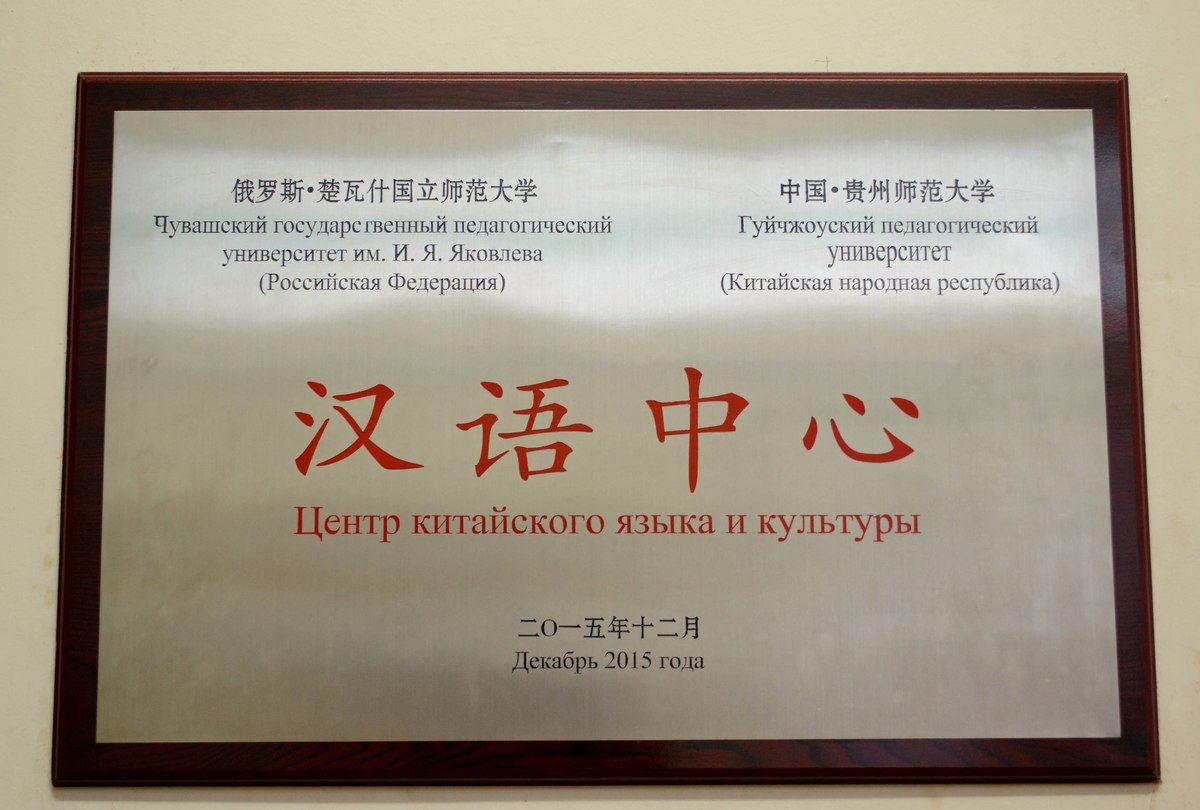 俄罗斯·楚瓦什国立师范大学
Чувашский государственный педагогический
университет им. И. Я. Яковлева
(Российская Федерация)
中国·贵州师范大学
Гуйчжоуский педагогический
университет
(Китайская народная республика)
汉语中心
Центр китайского языка и культуры
二О一五年十二月
Декабрь 2015 года